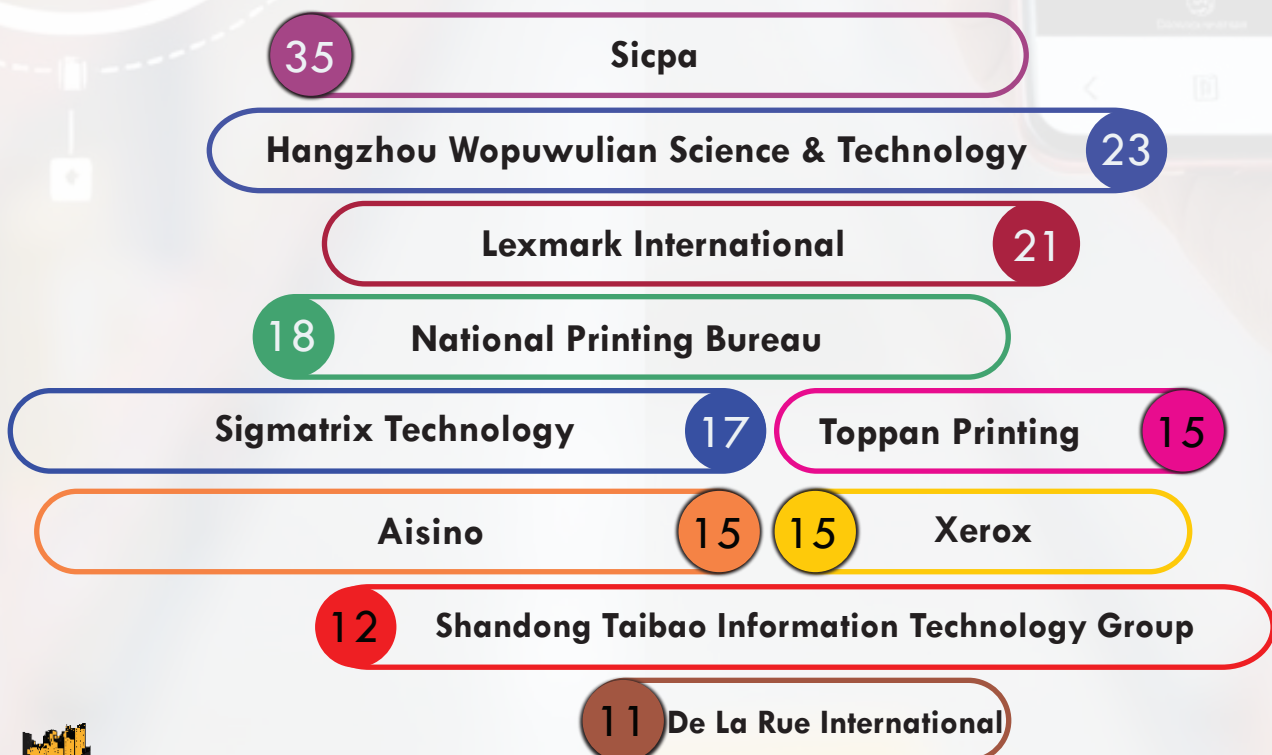 35 Sicpa
Hangzhou Wopuwulian Science & Technology 23
Lexmark International 21
18 National Printing Bureau
Sigmatrix Technology 17
Toppan Printing 15
Aisino 15
15 Xerox
12 Shandong Taibao Information Technology Group
11 De La Rue International